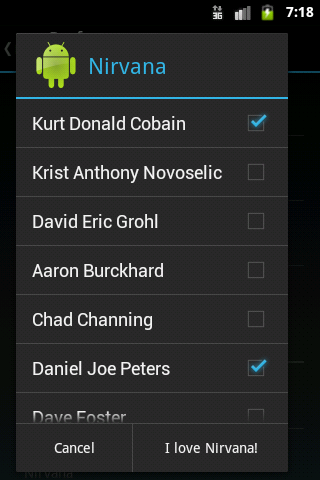 3G
7:18
Nirvana
Kurt Donald Cobain
Krist Anthony Novoselic
David Eric Grohl
Aaron Burckhard
Chad Channing
Daniel Joe Peters
Dave Foster
Cancel
I love Nirvana!
Nirvana